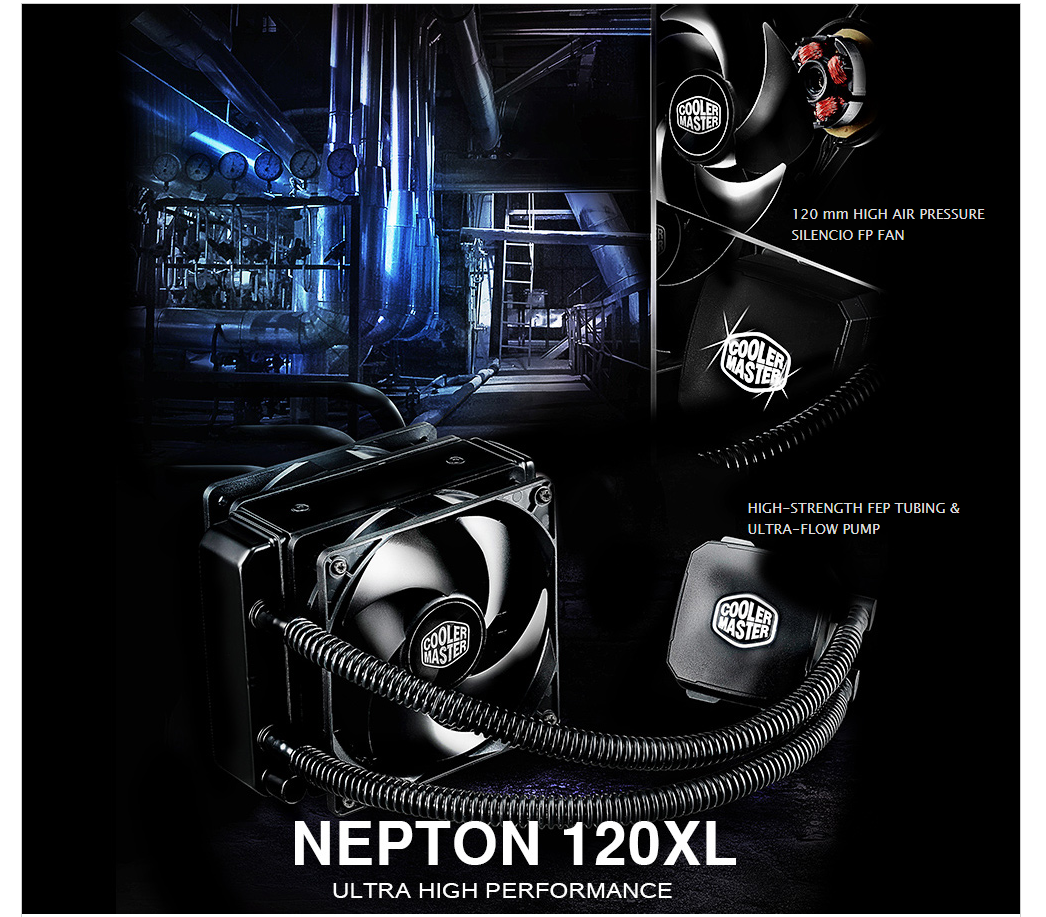 COOLER
MASTER
120 mm HIGH AIR PRESSURE
SILENCIO FP FAN
COOLER
MASTER
HIGH-STRENGTH FEP TUBING &
ULTRA-FLOW PUMP
COOLER
MASTER
COOLER
MASTER
NEPTON 120XL
ULTRA HIGH PERFORMANCE